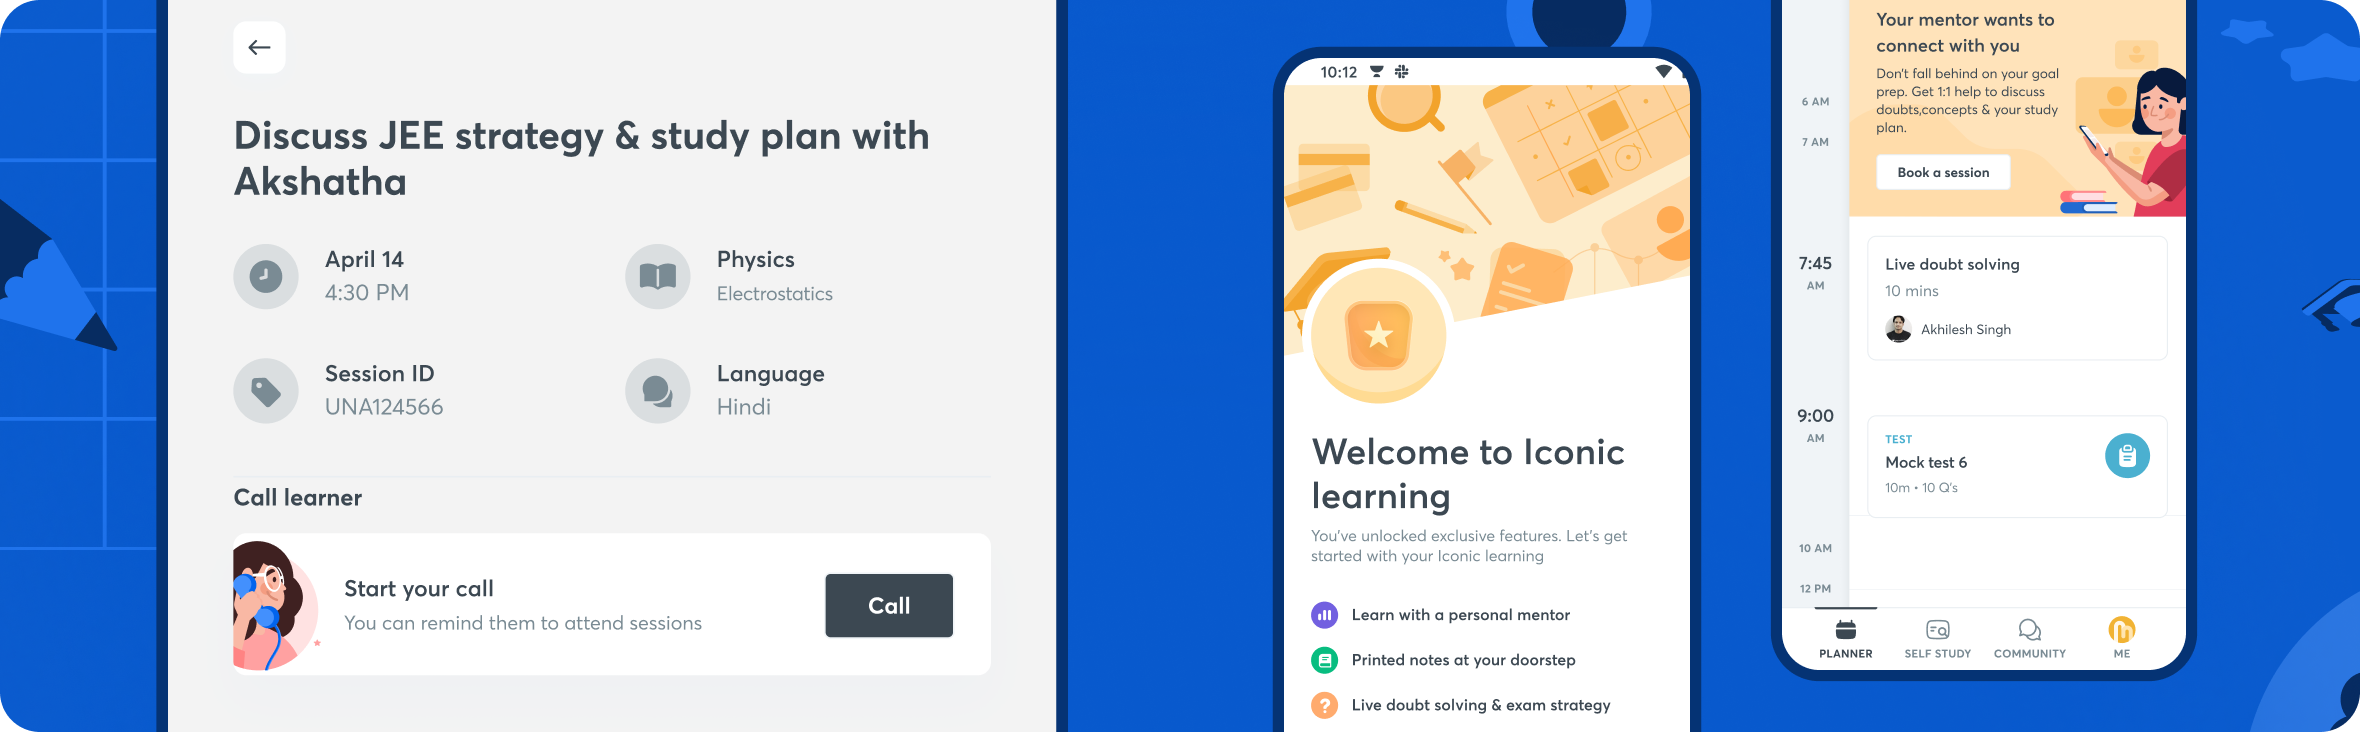 Discuss JEE strategy & study plan with
Akshatha
April 14
4:30 PM
Physics
Electrostatics
Session ID
UNA124566
Language
Hindi
Call learner
Start your call
You can remind them to attend sessions
Call
10:12
Welcome to Iconic
learning
You've unlocked exclusive features. Let's get
started with your Iconic learning
Learn with a personal mentor
Printed notes at your doorstep
Live doubt solving & exam strategy
Your mentor wants to
connect with you
Don't fall behind on your goal
prep. Get 1:1 help to discuss
doubts,concepts & your study
plan.
Book a session
6 AM
7 AM
7:45
AM
Live doubt solving
10 mins
Akhilesh Singh
9:00
AM
TEST
Mock test 6
10m • 10 Q's
10 AM
12 PM
PLANNER
SELF STUDY
COMMUNITY
ME